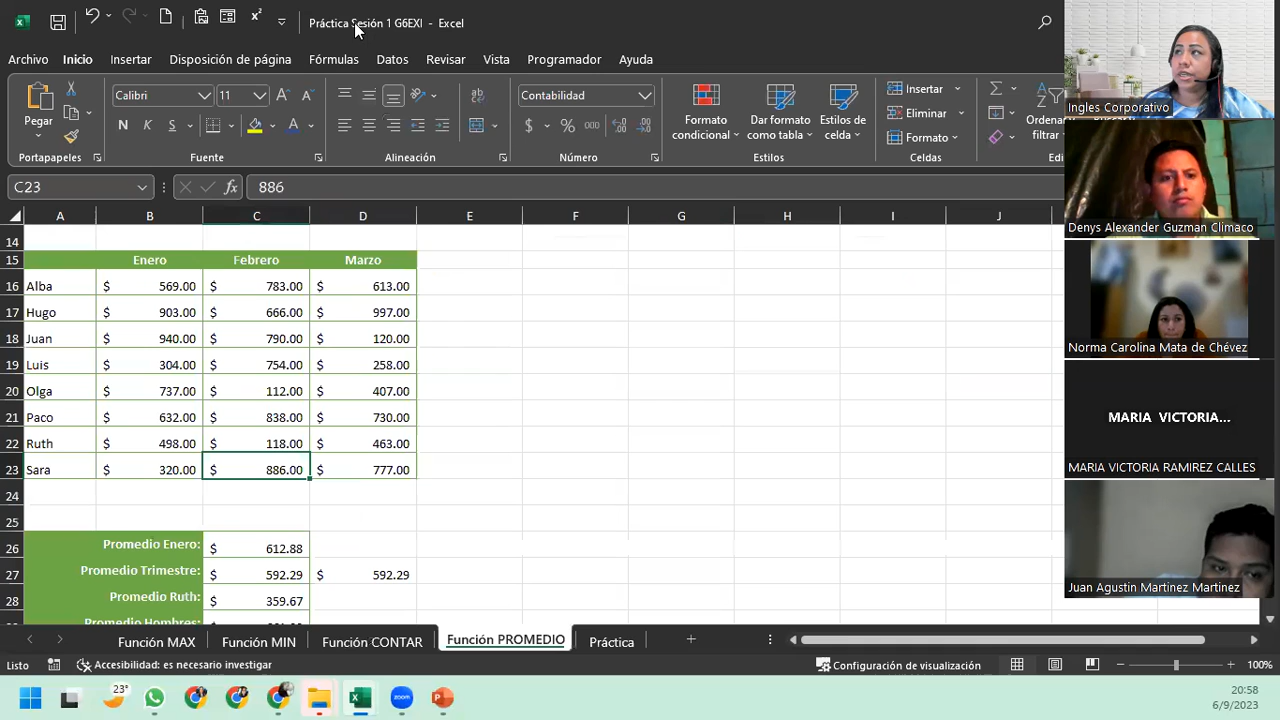 Práctica Sesión 1 G6EXI - Excel
Archivo Inicio Insertar Disposición de página Fórmulas Programador
Pegar
Calibri 11
Contabilidad
$ % 000
Formato condicional
Dar formato como tabla
Estilos de celda
Insertar
Eliminar
Formato
Portapapeles Fuente Alineación Número Estilos Celdas
C23 fx 886
A B C D E F G H I J
14
15 Enero Febrero Marzo
16 Alba $ 569.00 $ 783.00 $ 613.00
17 Hugo $ 903.00 $ 666.00 $ 997.00
18 Juan $ 940.00 $ 790.00 $ 120.00
19 Luis $ 304.00 $ 754.00 $ 258.00
20 Olga $ 737.00 $ 112.00 $ 407.00
21 Paco $ 632.00 $ 838.00 $ 730.00
22 Ruth $ 498.00 $ 118.00 $ 463.00
23 Sara $ 320.00 $ 886.00 $ 777.00
24
25
26 Promedio Enero: $ 612.88
27 Promedio Trimestre: $ 592.29 $ 592.29
28 Promedio Ruth: $ 359.67
Promedio Hombres:
Función MAX Función MIN Función CONTAR Función PROMEDIO Práctica
Listo Accesibilidad: es necesario investigar Configuración de visualización 100%
23°
zoom
20:58
6/9/2023
Ingles Corporativo
Denys Alexander Guzman Climaco
Norma Carolina Mata de Chévez
MARIA VICTORIA...
MARIA VICTORIA RAMIREZ CALLES
Juan Agustin Martinez Martinez